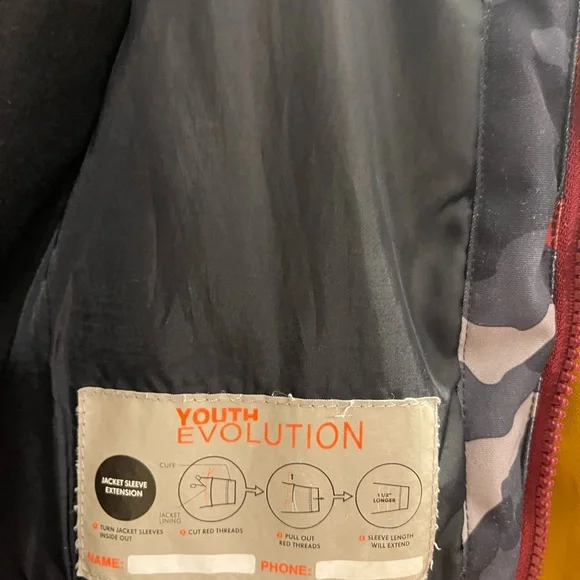 YOUTH
EVOLUTION
JACKET SLEEVE
EXTENSION
CUFF
JACKET
LINING
1 1/2"
LONGER
TURN JACKET SLEEVES
INSIDE OUT
CUT RED THREADS
PULL OUT
RED THREADS
SLEEVE LENGTH
WILL EXTEND
NAME:
PHONE: